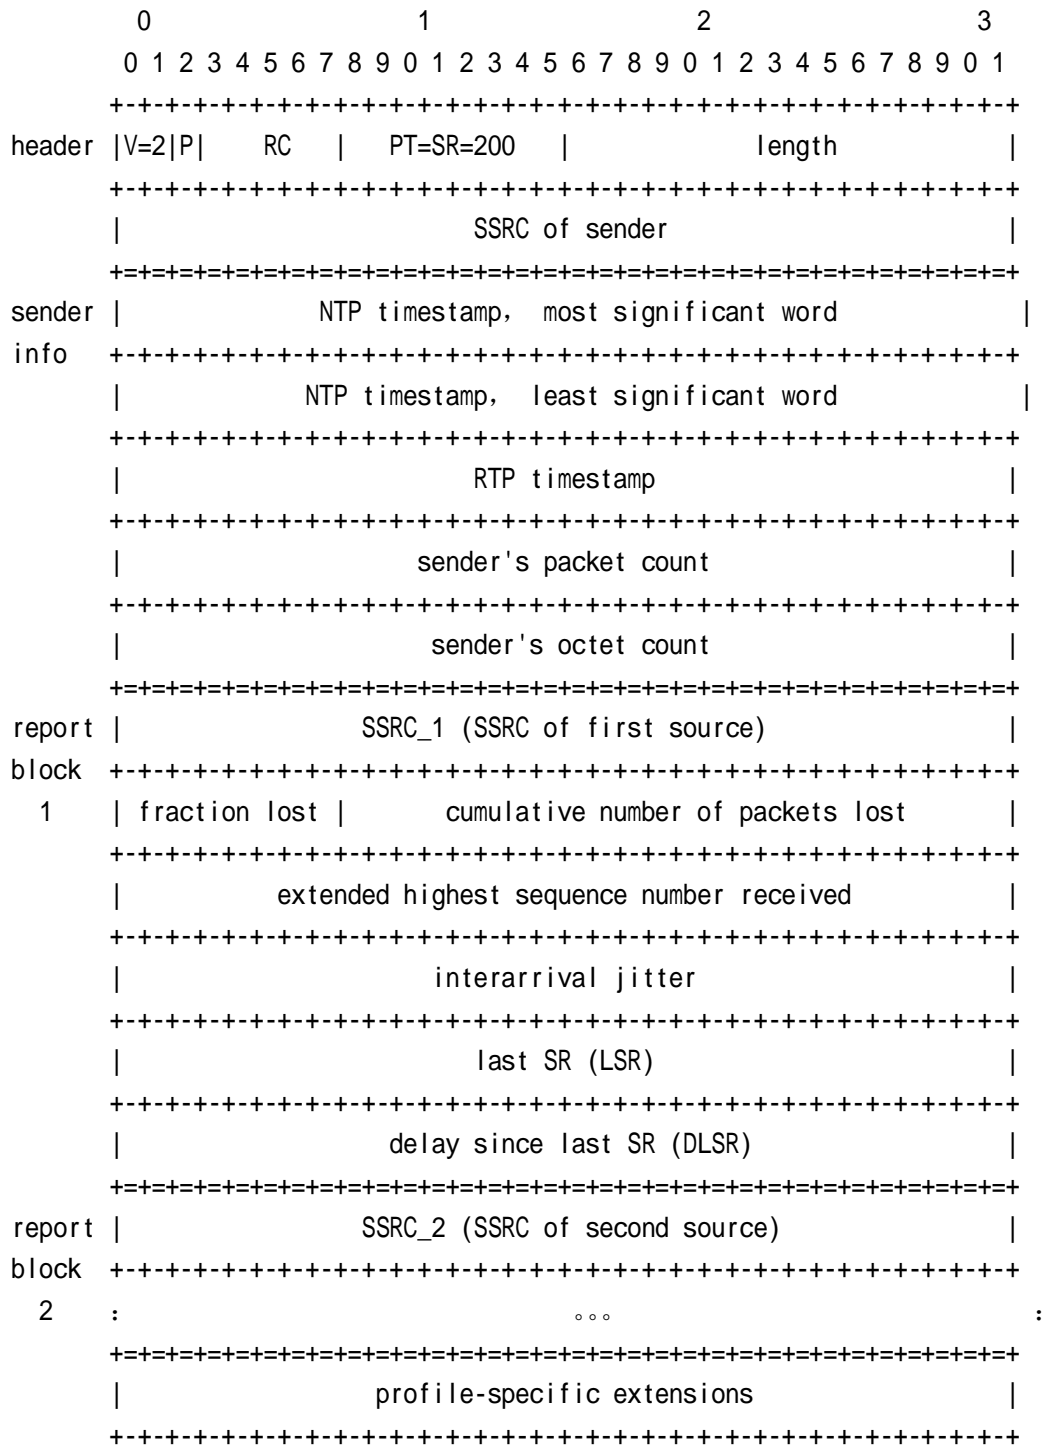 0                   1                   2                   3
0 1 2 3 4 5 6 7 8 9 0 1 2 3 4 5 6 7 8 9 0 1 2 3 4 5 6 7 8 9 0 1
+-+-+-+-+-+-+-+-+-+-+-+-+-+-+-+-+-+-+-+-+-+-+-+-+-+-+-+-+-+-+-+-+
header |V=2|P|    RC   |   PT=SR=200   |             length            |
+-+-+-+-+-+-+-+-+-+-+-+-+-+-+-+-+-+-+-+-+-+-+-+-+-+-+-+-+-+-+-+-+
|                         SSRC of sender                        |
+=+=+=+=+=+=+=+=+=+=+=+=+=+=+=+=+=+=+=+=+=+=+=+=+=+=+=+=+=+=+=+=+
sender |              NTP timestamp， most significant word             |
info   +-+-+-+-+-+-+-+-+-+-+-+-+-+-+-+-+-+-+-+-+-+-+-+-+-+-+-+-+-+-+-+-+
|             NTP timestamp， least significant word             |
+-+-+-+-+-+-+-+-+-+-+-+-+-+-+-+-+-+-+-+-+-+-+-+-+-+-+-+-+-+-+-+-+
|                         RTP timestamp                         |
+-+-+-+-+-+-+-+-+-+-+-+-+-+-+-+-+-+-+-+-+-+-+-+-+-+-+-+-+-+-+-+-+
|                     sender's packet count                     |
+-+-+-+-+-+-+-+-+-+-+-+-+-+-+-+-+-+-+-+-+-+-+-+-+-+-+-+-+-+-+-+-+
|                      sender's octet count                     |
+=+=+=+=+=+=+=+=+=+=+=+=+=+=+=+=+=+=+=+=+=+=+=+=+=+=+=+=+=+=+=+=+
report |                 SSRC_1 (SSRC of first source)                 |
block  +-+-+-+-+-+-+-+-+-+-+-+-+-+-+-+-+-+-+-+-+-+-+-+-+-+-+-+-+-+-+-+-+
1    | fraction lost |       cumulative number of packets lost       |
+-+-+-+-+-+-+-+-+-+-+-+-+-+-+-+-+-+-+-+-+-+-+-+-+-+-+-+-+-+-+-+-+
|           extended highest sequence number received           |
+-+-+-+-+-+-+-+-+-+-+-+-+-+-+-+-+-+-+-+-+-+-+-+-+-+-+-+-+-+-+-+-+
|                      interarrival jitter                      |
+-+-+-+-+-+-+-+-+-+-+-+-+-+-+-+-+-+-+-+-+-+-+-+-+-+-+-+-+-+-+-+-+
|                         last SR (LSR)                         |
+-+-+-+-+-+-+-+-+-+-+-+-+-+-+-+-+-+-+-+-+-+-+-+-+-+-+-+-+-+-+-+-+
|                   delay since last SR (DLSR)                  |
+=+=+=+=+=+=+=+=+=+=+=+=+=+=+=+=+=+=+=+=+=+=+=+=+=+=+=+=+=+=+=+=+
report |                 SSRC_2 (SSRC of second source)                |
block  +-+-+-+-+-+-+-+-+-+-+-+-+-+-+-+-+-+-+-+-+-+-+-+-+-+-+-+-+-+-+-+-+
2    ：                               。。。                              ：
+=+=+=+=+=+=+=+=+=+=+=+=+=+=+=+=+=+=+=+=+=+=+=+=+=+=+=+=+=+=+=+=+
|                  profile-specific extensions                  |
+-+-+-+-+-+-+-+-+-+-+-+-+-+-+-+-+-+-+-+-+-+-+-+-+-+-+-+-+-+-+-+-+